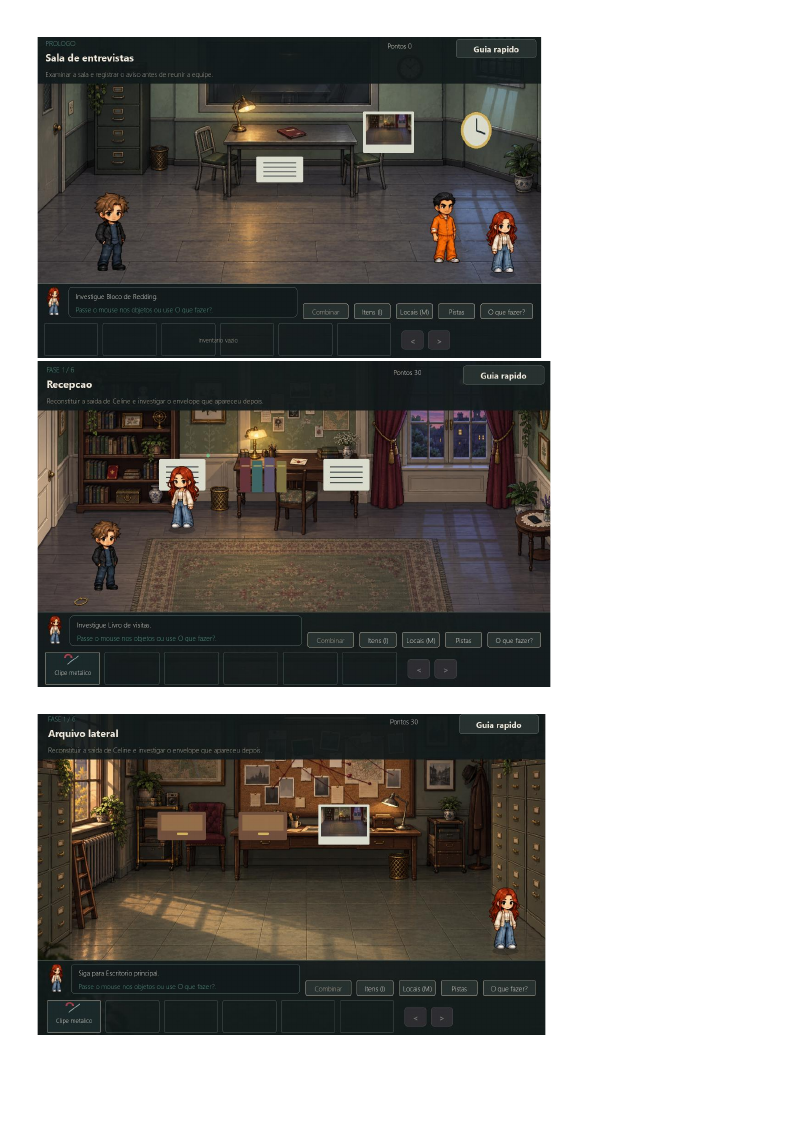 PROLOGO
Pontos 0
Guia rapido
Sala de entrevistas
Examinar a sala e registrar o aviso antes de reunir a equipe.
Investigue Bloco de Redding.
Passe o mouse nos objetos ou use O que fazer?
Combinar
Itens (I)
Locais (M)
Pistas
O que fazer?
Inventario vazio
<
>
FASE 1 / 6
Pontos 30
Guia rapido
Recepcao
Reconstituir a saida de Celine e investigar o envelope que apareceu depois.
Investigue Livro de visitas.
Passe o mouse nos objetos ou use O que fazer?
Combinar
Itens (I)
Locais (M)
Pistas
O que fazer?
Clipe metalico
<
>
FASE 1 / 6
Pontos 30
Guia rapido
Arquivo lateral
Reconstituir a saida de Celine e investigar o envelope que apareceu depois.
Siga para Escritorio principal.
Passe o mouse nos objetos ou use O que fazer?
Combinar
Itens (I)
Locais (M)
Pistas
O que fazer?
Clipe metalico
<
>